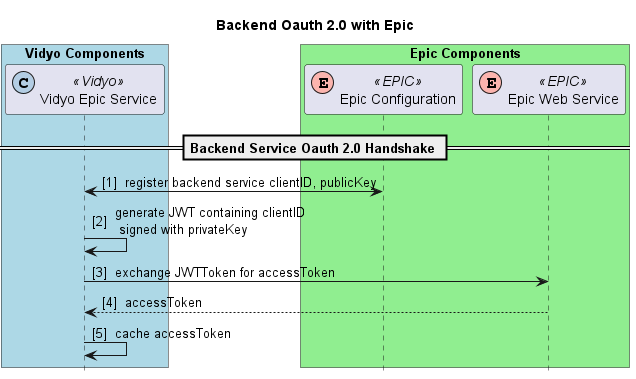 Backend Oauth 2.0 with Epic
Vidyo Components
Epic Components
C
«Vidyo»
Vidyo Epic Service
E
«EPIC»
Epic Configuration
E
«EPIC»
Epic Web Service
Backend Service Oauth 2.0 Handshake
[1] register backend service clientID, publicKey
[2] generate JWT containing clientID
signed with privateKey
[3] exchange JWTToken for accessToken
[4] accessToken
[5] cache accessToken